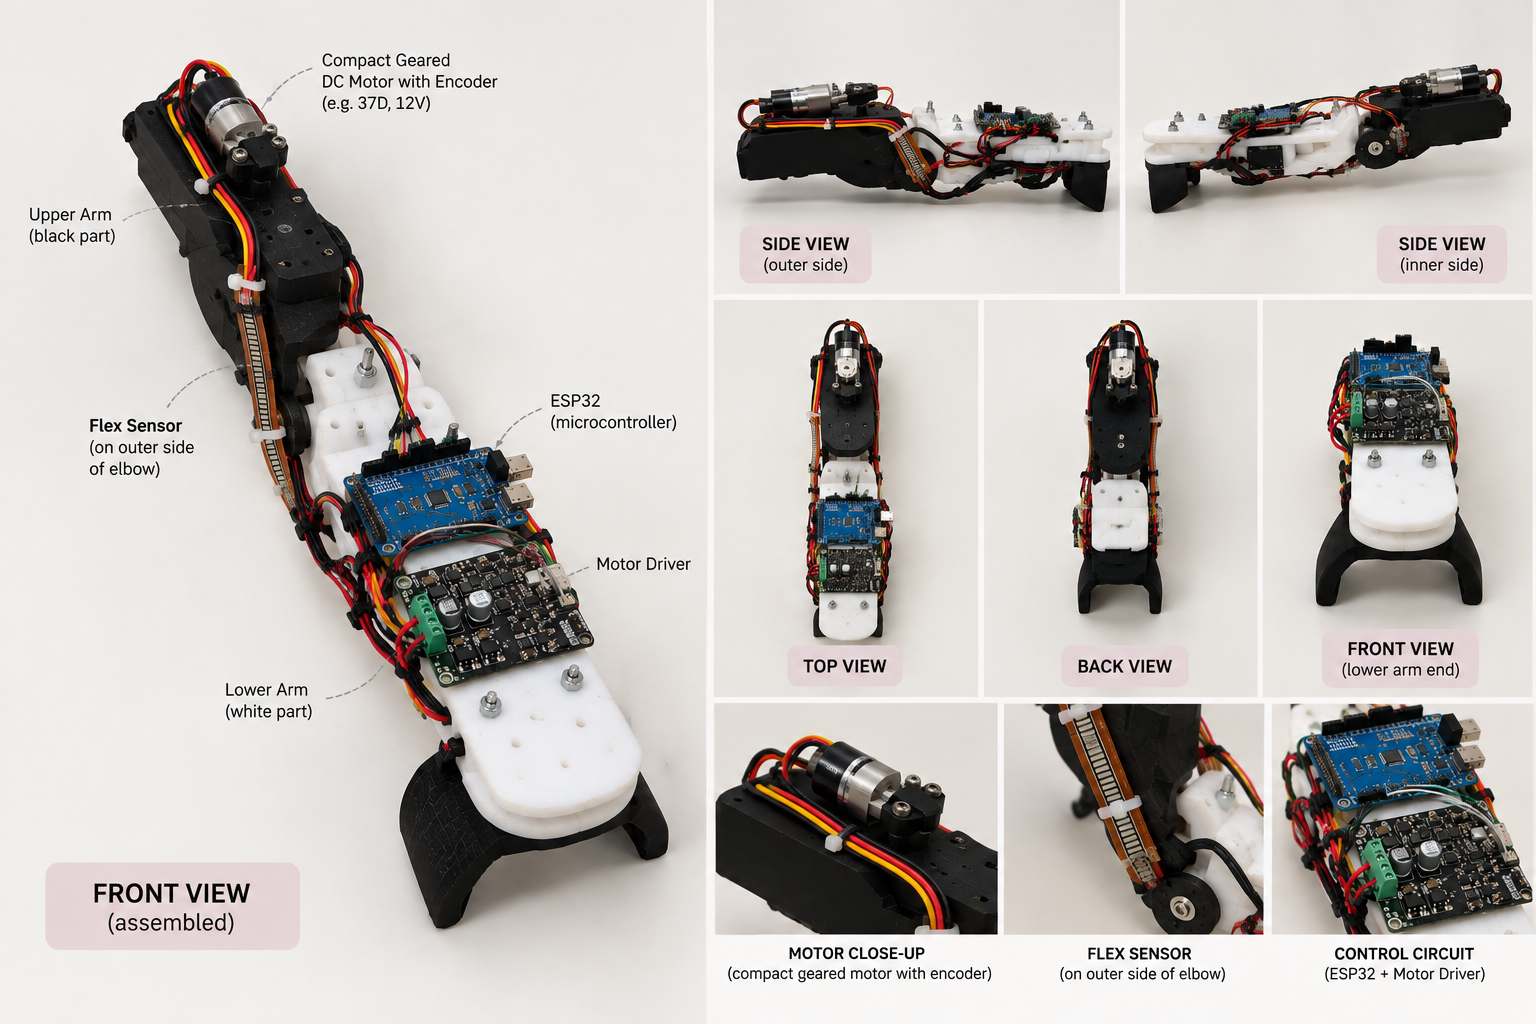 Compact Geared
DC Motor with Encoder
(e.g. 37D, 12V)
Upper Arm
(black part)
Flex Sensor
(on outer side
of elbow)
ESP32
(microcontroller)
Motor Driver
Lower Arm
(white part)
FRONT VIEW
(assembled)
SIDE VIEW
(outer side)
SIDE VIEW
(inner side)
TOP VIEW
BACK VIEW
FRONT VIEW
(lower arm end)
MOTOR CLOSE-UP
(compact geared motor with encoder)
FLEX SENSOR
(on outer side of elbow)
CONTROL CIRCUIT
(ESP32 + Motor Driver)